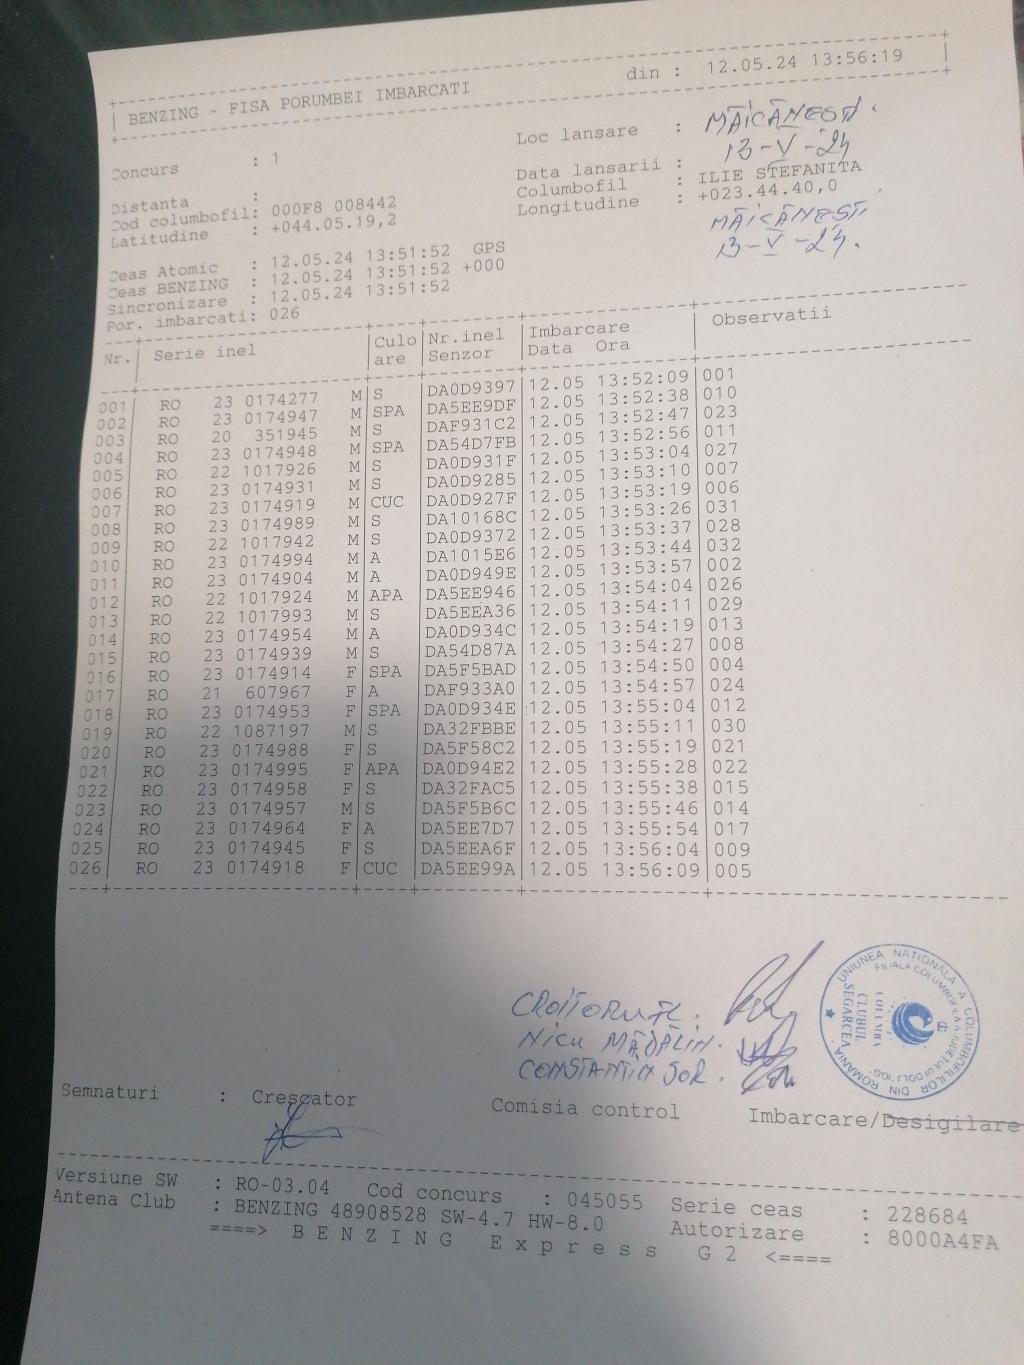 BENZING - FISA PORUMBEI IMBARCATI din : 12.05.24 13:56:19
Concurs : 1
Loc lansare : MĂICĂNEȘTI.
Data lansarii : 13-V-24
Distanta :
Columbofil : ILIE STEFANITA
Cod columbofil: 000F8 008442
Longitudine : +023.44.40,0
Latitudine : +044.05.19,2
MĂICĂNEȘTI
13-V-24.
Ceas Atomic : 12.05.24 13:51:52 GPS
Ceas BENZING : 12.05.24 13:51:52 +000
Sincronizare : 12.05.24 13:51:52
Por. imbarcati: 026
Nr. Serie inel Culo Nr.inel Imbarcare Observatii
are Senzor Data Ora
001 RO 23 0174277 M S DA0D9397 12.05 13:52:09 001
002 RO 23 0174947 M SPA DA5EE9DF 12.05 13:52:38 010
003 RO 20 351945 M S DAF931C2 12.05 13:52:47 023
004 RO 23 0174948 M SPA DA54D7FB 12.05 13:52:56 011
005 RO 22 1017926 M S DA0D931F 12.05 13:53:04 027
006 RO 23 0174931 M S DA0D9285 12.05 13:53:10 007
007 RO 23 0174919 M CUC DA0D927F 12.05 13:53:19 006
008 RO 23 0174989 M S DA10168C 12.05 13:53:26 031
009 RO 22 1017942 M S DA0D9372 12.05 13:53:37 028
010 RO 23 0174994 M A DA1015E6 12.05 13:53:44 032
011 RO 23 0174904 M A DA0D949E 12.05 13:53:57 002
012 RO 22 1017924 M APA DA5EE946 12.05 13:54:04 026
013 RO 22 1017993 M S DA5EEA36 12.05 13:54:11 029
014 RO 23 0174954 M A DA0D934C 12.05 13:54:19 013
015 RO 23 0174939 M S DA54D87A 12.05 13:54:27 008
016 RO 23 0174914 F SPA DA5F5BAD 12.05 13:54:50 004
017 RO 21 607967 F A DAF933A0 12.05 13:54:57 024
018 RO 23 0174953 F SPA DA0D934E 12.05 13:55:04 012
019 RO 22 1087197 M S DA32FBBE 12.05 13:55:11 030
020 RO 23 0174988 F S DA5F58C2 12.05 13:55:19 021
021 RO 23 0174995 F APA DA0D94E2 12.05 13:55:28 022
022 RO 23 0174958 F S DA32FAC5 12.05 13:55:38 015
023 RO 23 0174957 M S DA5F5B6C 12.05 13:55:46 014
024 RO 23 0174964 F A DA5EE7D7 12.05 13:55:54 017
025 RO 23 0174945 F S DA5EEA6F 12.05 13:56:04 009
026 RO 23 0174918 F CUC DA5EE99A 12.05 13:56:09 005
CROITORU FL.
NICU MĂDĂLIN.
CONSTANTIN SOR.
UNIUNEA NATIONALA A COLUMBOFILILOR DIN ROMANIA
FILIALA COLUMBOFILA A JUDETULUI DOLJ
COLUMBA
CLUBUL
SEGARCEA
Semnaturi : Crescator Comisia control Imbarcare/Desigilare
Versiune SW : RO-03.04 Cod concurs : 045055 Serie ceas : 228684
Antena Club : BENZING 48908528 SW-4.7 HW-8.0 Autorizare : 8000A4FA
====> B E N Z I N G E x p r e s s G 2 <====